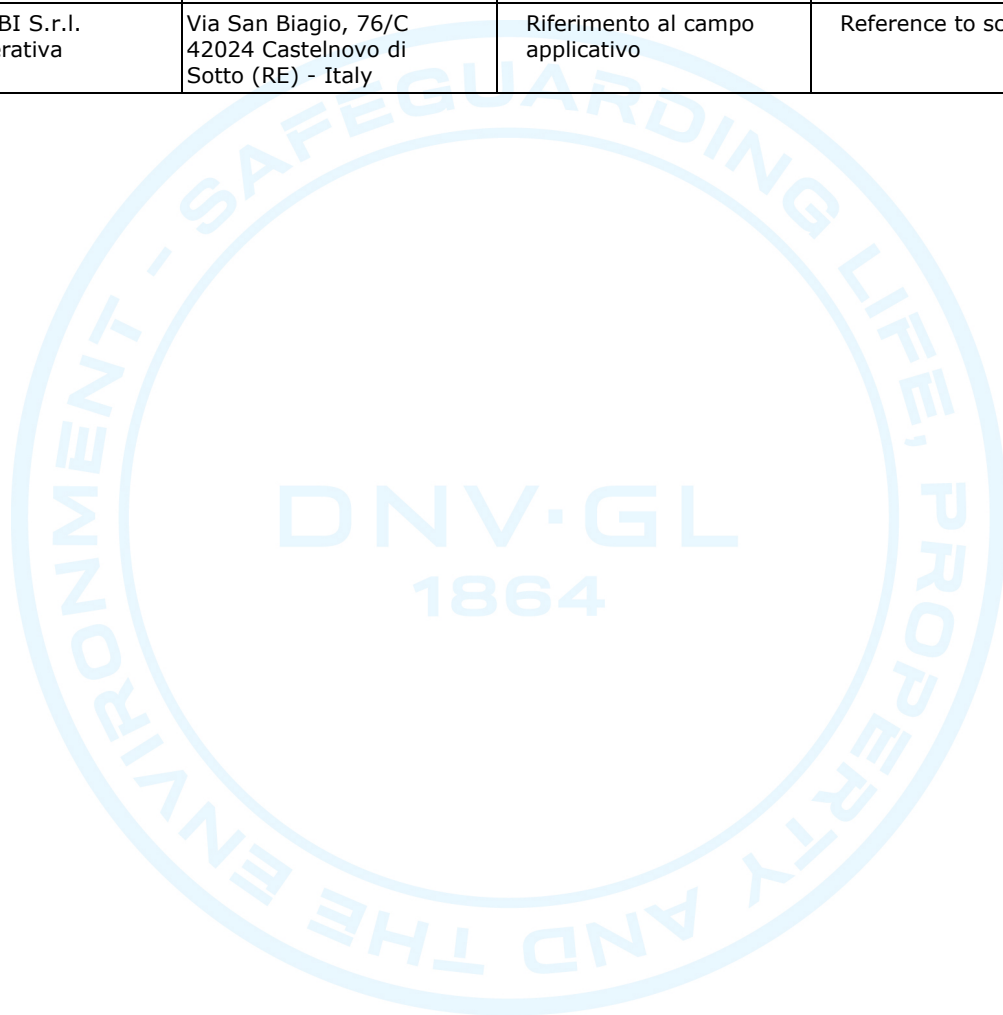 BI S.r.l.
erativa
Via San Biagio, 76/C
42024 Castelnovo di
Sotto (RE) - Italy
Riferimento al campo
applicativo
Reference to sc
SAFEGUARDING LIFE, PROPERTY AND THE ENVIRONMENT -
DNV·GL
1864